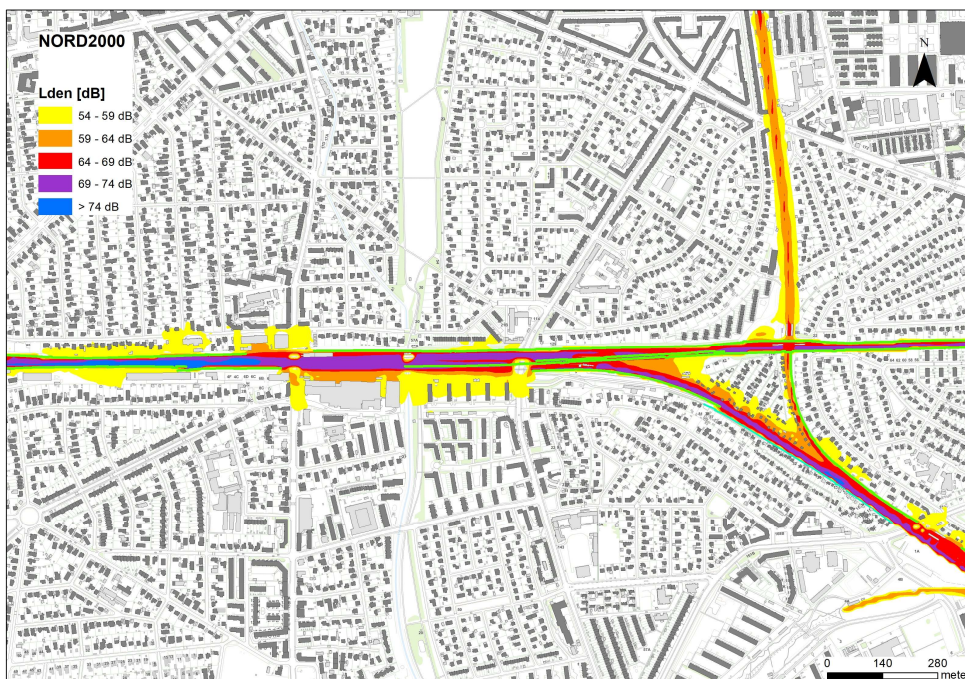 NORD2000
N
Lden [dB]
54 - 59 dB
59 - 64 dB
64 - 69 dB
69 - 74 dB
> 74 dB
1A
0 140 280
mete